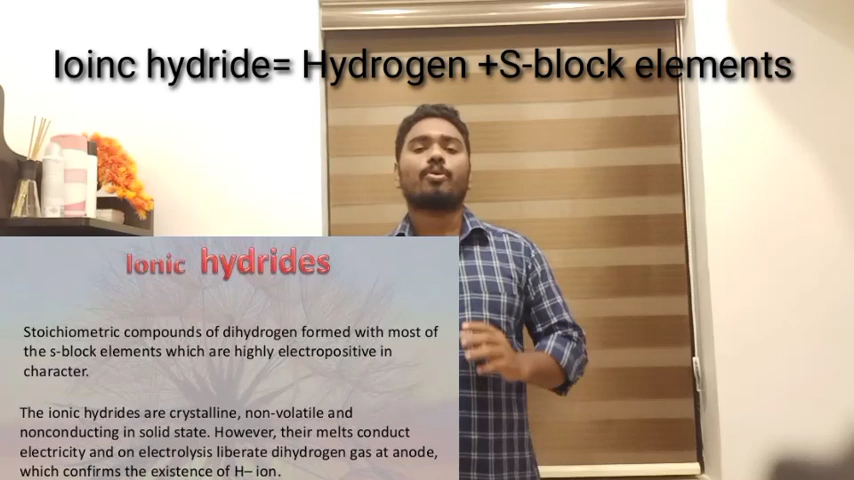 Ioinc hydride= Hydrogen +S-block elements
Ionic hydrides
Stoichiometric compounds of dihydrogen formed with most of
the s-block elements which are highly electropositive in
character.
The ionic hydrides are crystalline, non-volatile and
nonconducting in solid state. However, their melts conduct
electricity and on electrolysis liberate dihydrogen gas at anode,
which confirms the existence of H– ion.